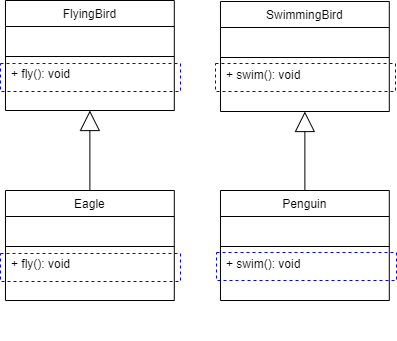 FlyingBird
+ fly(): void
SwimmingBird
+ swim(): void
Eagle
+ fly(): void
Penguin
+ swim(): void